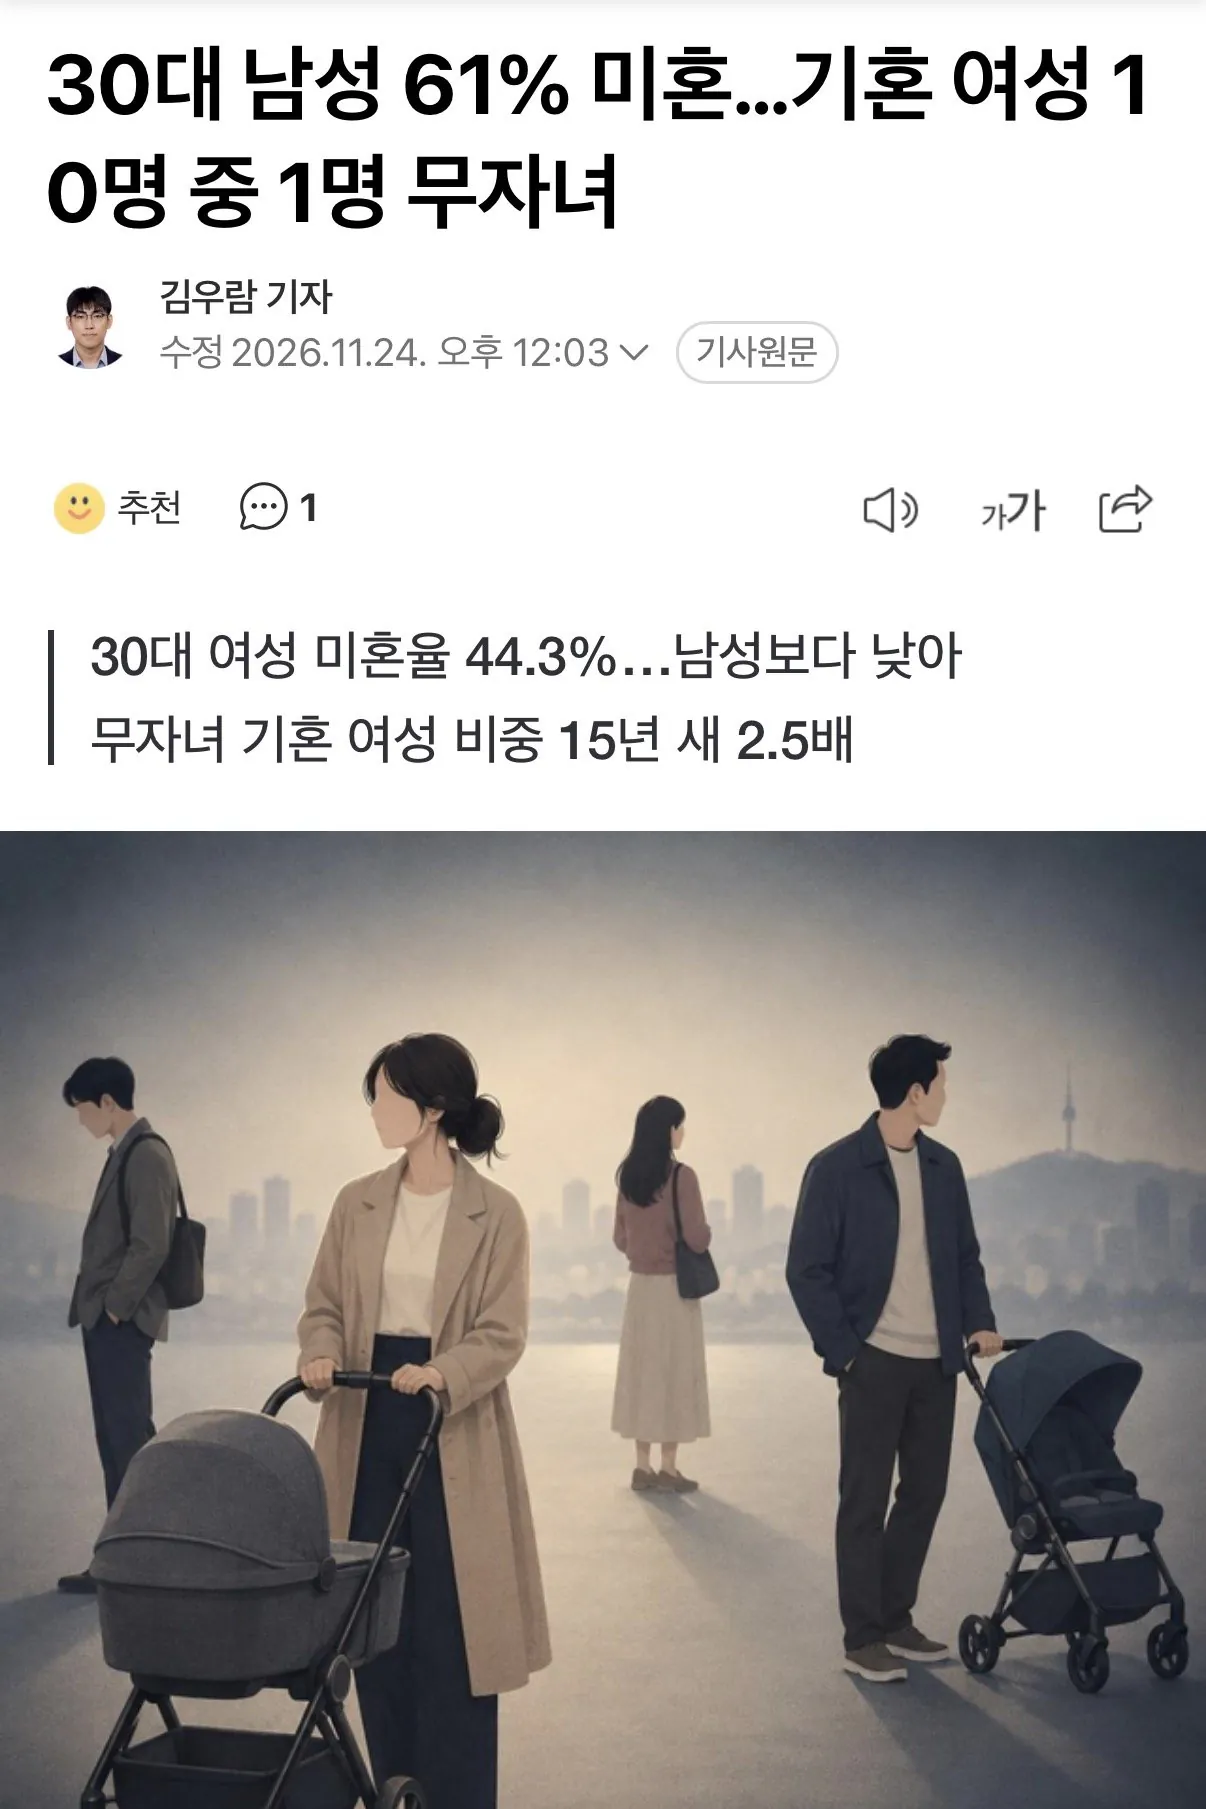 30대 남성 61% 미혼...기혼 여성 1
0명 중 1명 무자녀
김우람 기자
수정 2026.11.24. 오후 12:03
기사원문
추천
1
가가
30대 여성 미혼율 44.3%...남성보다 낮아
무자녀 기혼 여성 비중 15년 새 2.5배